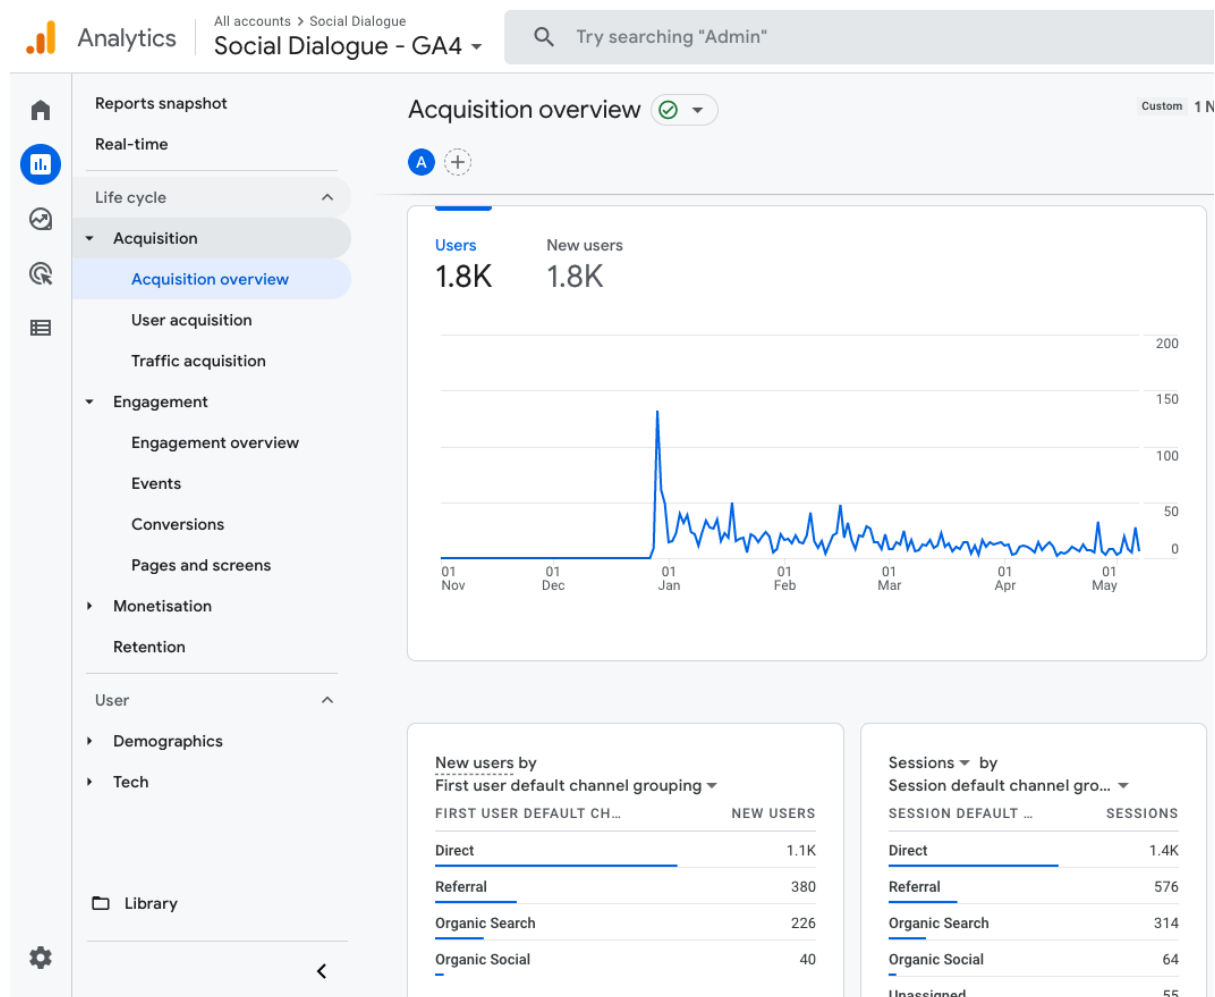 All accounts > Social Dialogue
Analytics
Social Dialogue - GA4
Try searching "Admin"
Reports snapshot
Real-time
Life cycle
Acquisition
Acquisition overview
User acquisition
Traffic acquisition
Engagement
Engagement overview
Events
Conversions
Pages and screens
Monetisation
Retention
User
Demographics
Tech
Library
Acquisition overview
Custom 1 N
A
Users New users
1.8K 1.8K
200
150
100
50
0
01 01 01 01 01 01 01
Nov Dec Jan Feb Mar Apr May
New users by
First user default channel grouping
FIRST USER DEFAULT CH... NEW USERS
Direct 1.1K
Referral 380
Organic Search 226
Organic Social 40
Sessions by
Session default channel gro...
SESSION DEFAULT ... SESSIONS
Direct 1.4K
Referral 576
Organic Search 314
Organic Social 64
Unassigned 55